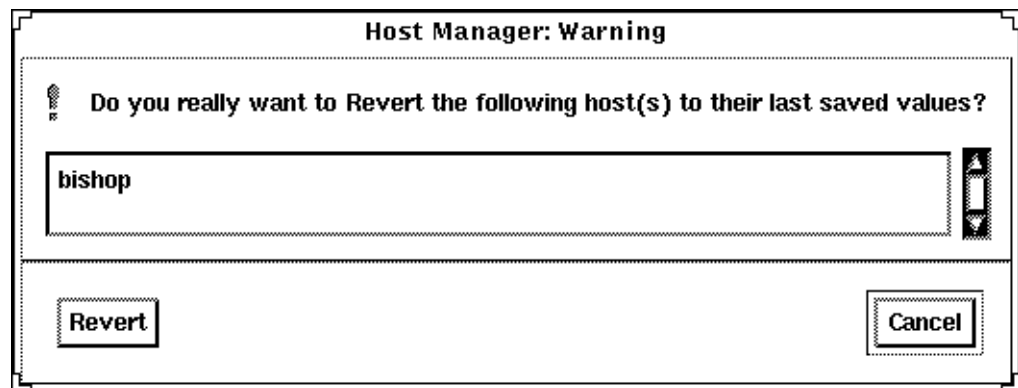 Host Manager: Warning
Do you really want to Revert the following host(s) to their last saved values?
bishop
Revert
Cancel